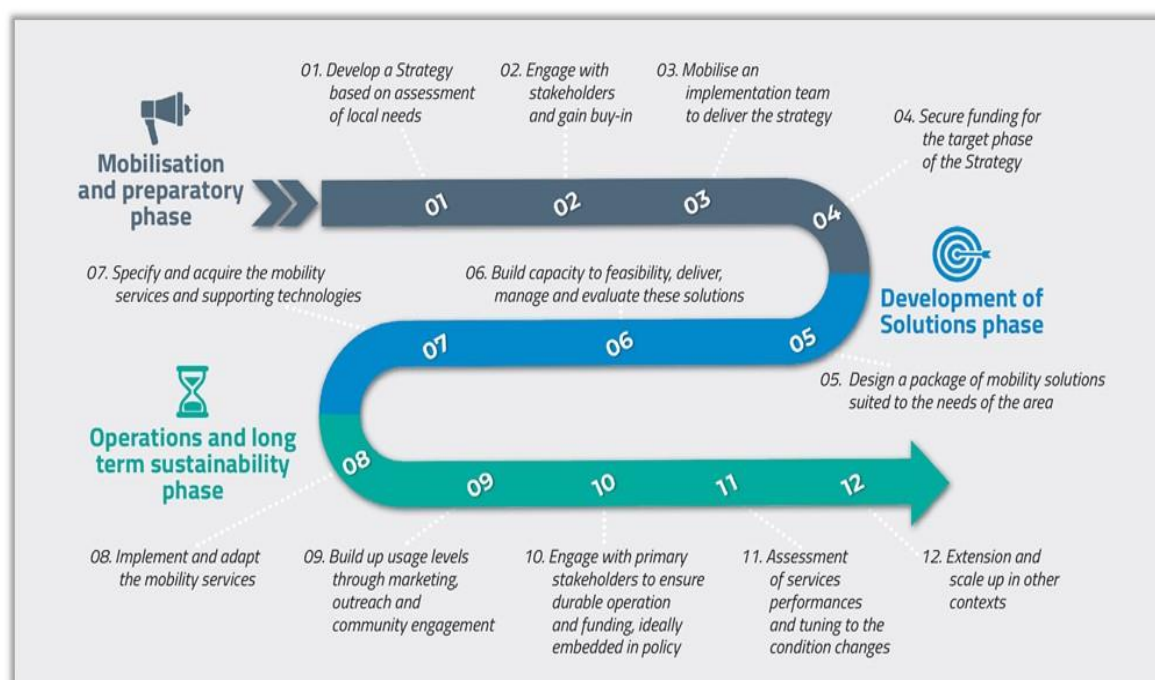 01. Develop a Strategy
based on assessment
of local needs
02. Engage with
stakeholders
and gain buy-in
03. Mobilise an
implementation team
to deliver the strategy
04. Secure funding for
the target phase
of the Strategy
Mobilisation
and preparatory
phase
01
02
03
04
07. Specify and acquire the mobility
services and supporting technologies
06. Build capacity to feasibility, deliver,
manage and evaluate these solutions
Development of
Solutions phase
07
06
05
05. Design a package of mobility solutions
suited to the needs of the area
Operations and long
term sustainability
phase
08
09
10
11
12
08. Implement and adapt
the mobility services
09. Build up usage levels
through marketing,
outreach and
community engagement
10. Engage with primary
stakeholders to ensure
durable operation
and funding, ideally
embedded in policy
11. Assessment
of services
performances
and tuning to the
condition changes
12. Extension and
scale up in other
contexts